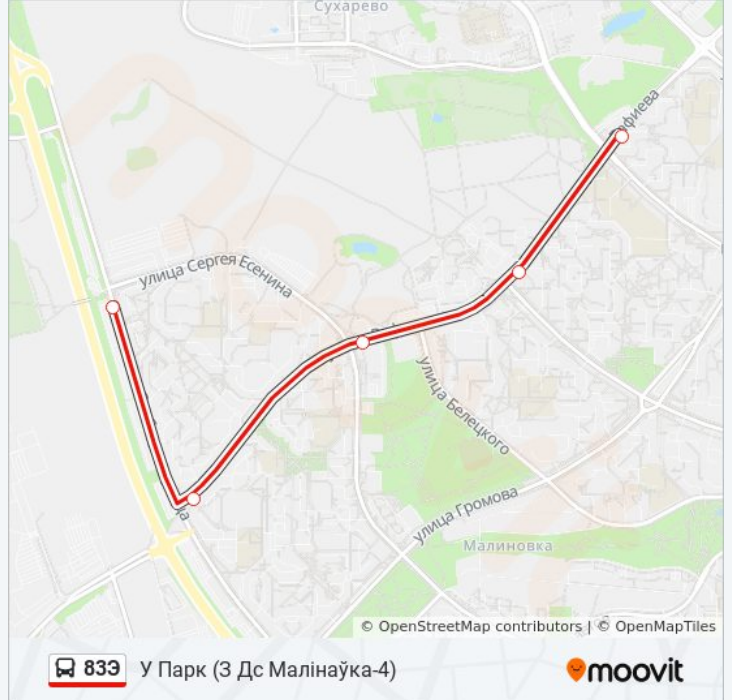 Сухарево
улица Сергея Есенина
улица Белецкого
улица Громова
Малиновка
© OpenStreetMap contributors | © OpenMapTiles
83Э У Парк (З Дс Малінаўка-4) moovit